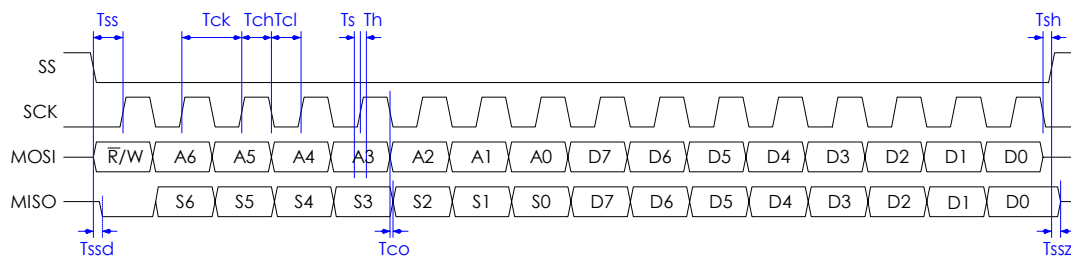 Tss Tck Tch Tcl Ts Th Tsh
SS
SCK
MOSI R̅/W A6 A5 A4 A3 A2 A1 A0 D7 D6 D5 D4 D3 D2 D1 D0
MISO S6 S5 S4 S3 S2 S1 S0 D7 D6 D5 D4 D3 D2 D1 D0
Tssd Tco Tssz